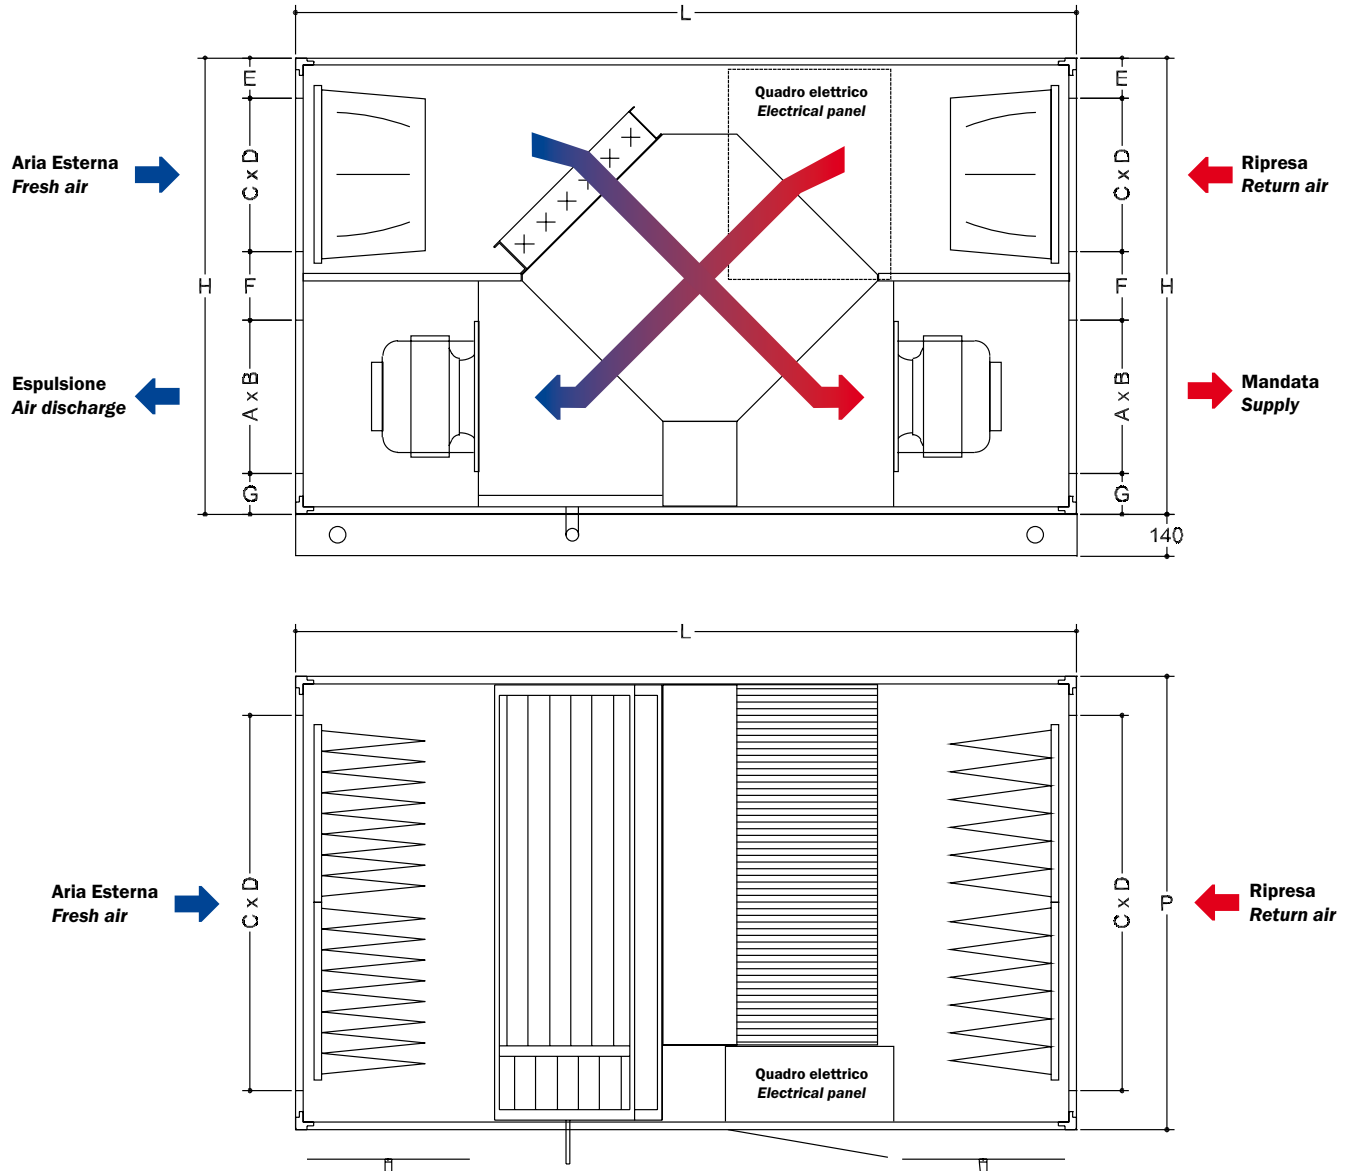 L
E
Quadro elettrico
Electrical panel
E
Aria Esterna
Fresh air
C x D
C x D
Ripresa
Return air
H
F
F
H
Espulsione
Air discharge
A x B
A x B
Mandata
Supply
G
G
140
L
Aria Esterna
Fresh air
C x D
C x D
P
Ripresa
Return air
Quadro elettrico
Electrical panel